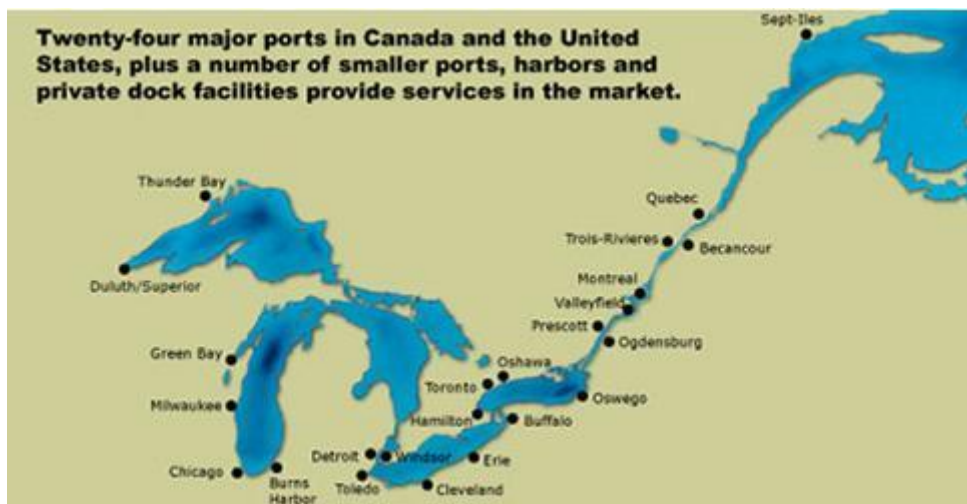 Twenty-four major ports in Canada and the United
States, plus a number of smaller ports, harbors and
private dock facilities provide services in the market.
Sept-Iles
Thunder Bay
Quebec
Trois-Rivieres
Becancour
Duluth/Superior
Montreal
Valleyfield
Prescott
Ogdensburg
Green Bay
Oshawa
Toronto
Oswego
Milwaukee
Hamilton
Buffalo
Detroit
Windsor
Erie
Chicago
Burns
Harbor
Toledo
Cleveland